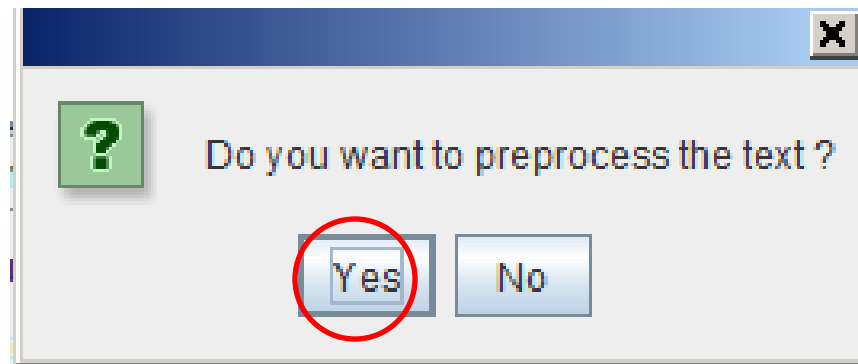 Do you want to preprocess the text ?
Yes No